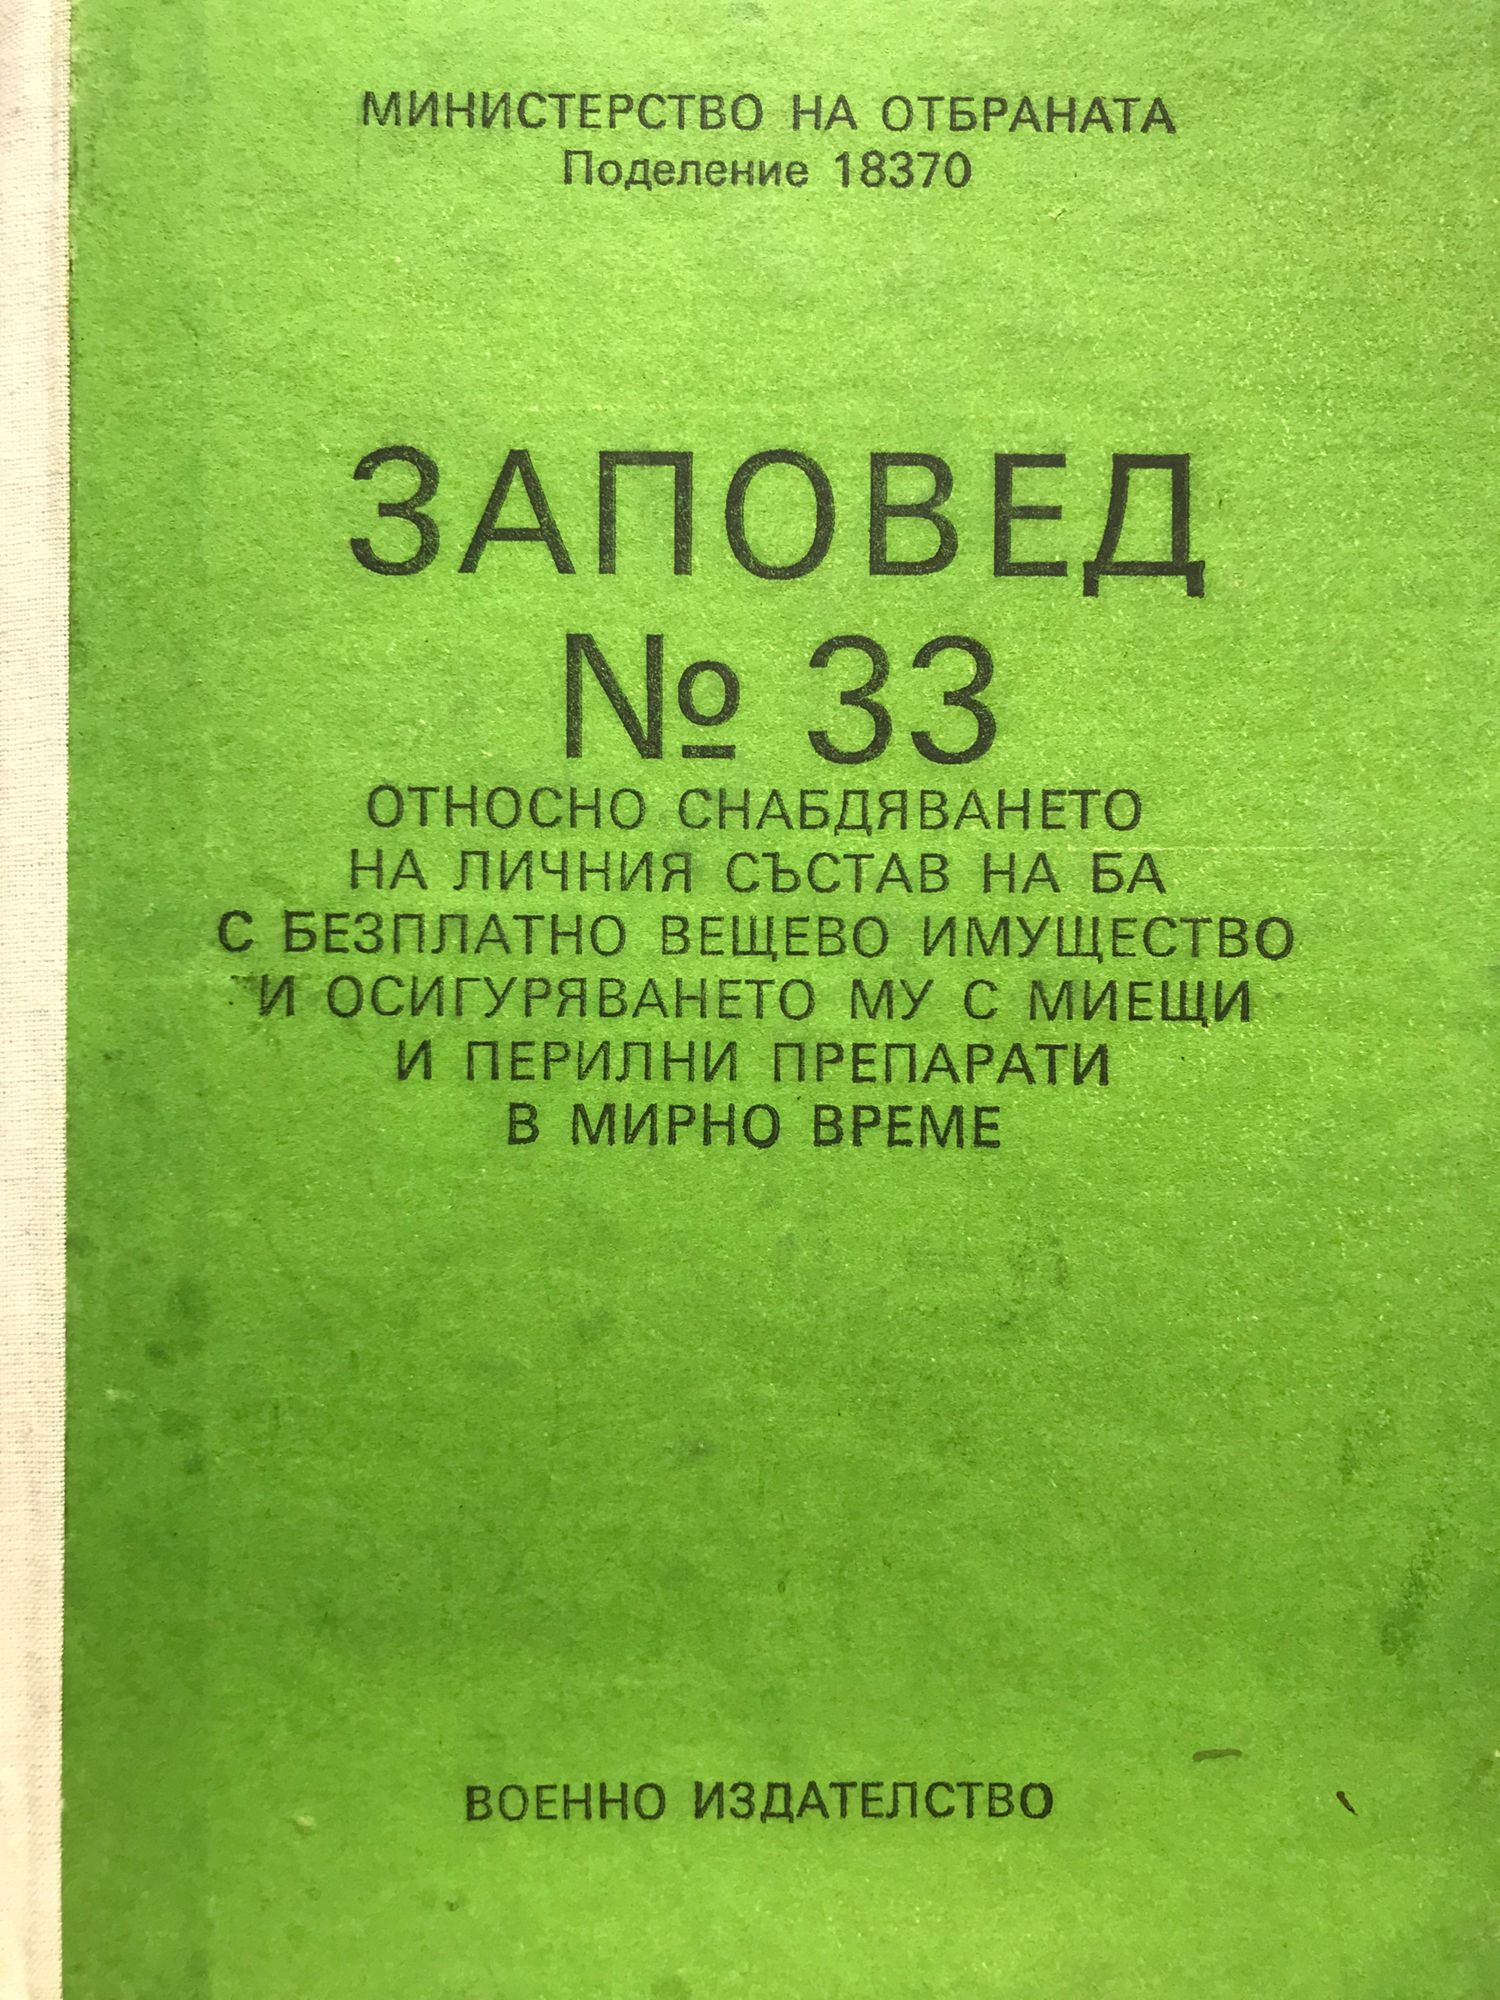 МИНИСТЕРСТВО НА ОТБРАНАТА
Поделение 18370
ЗАПОВЕД
№ 33
ОТНОСНО СНАБДЯВАНЕТО
НА ЛИЧНИЯ СЪСТАВ НА БА
С БЕЗПЛАТНО ВЕЩЕВО ИМУЩЕСТВО
И ОСИГУРЯВАНЕТО МУ С МИЕЩИ
И ПЕРИЛНИ ПРЕПАРАТИ
В МИРНО ВРЕМЕ
ВОЕННО ИЗДАТЕЛСТВО